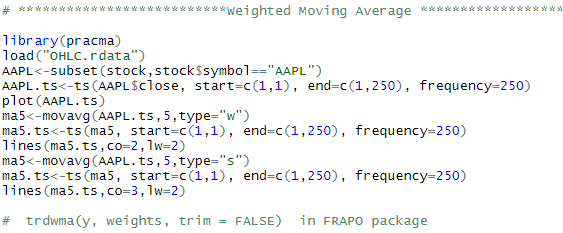 # **************************Weighted Moving Average ******************
library(pracma)
load("OHLC.rdata")
AAPL<-subset(stock,stock$symbol=="AAPL")
AAPL.ts<-ts(AAPL$close, start=c(1,1), end=c(1,250), frequency=250)
plot(AAPL.ts)
ma5<-movavg(AAPL.ts,5,type="w")
ma5.ts<-ts(ma5, start=c(1,1), end=c(1,250), frequency=250)
lines(ma5.ts,co=2,lw=2)
ma5<-movavg(AAPL.ts,5,type="s")
ma5.ts<-ts(ma5, start=c(1,1), end=c(1,250), frequency=250)
lines(ma5.ts,co=3,lw=2)
#  trdwma(y, weights, trim = FALSE)  in FRAPO package